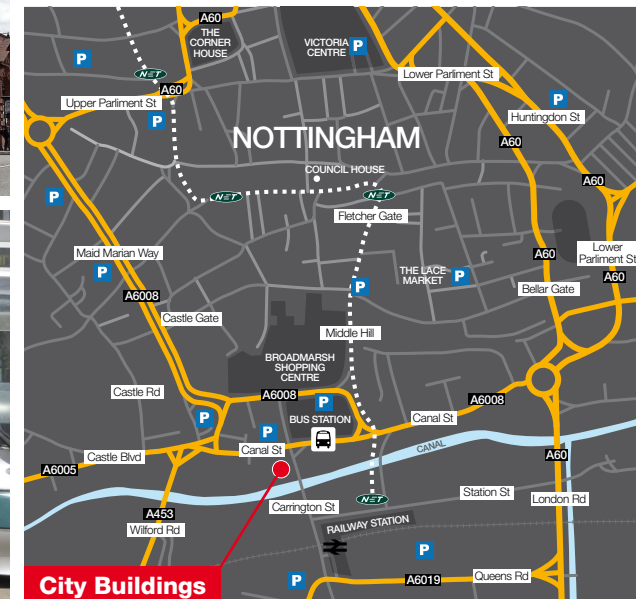 A60
THE
CORNER
HOUSE
VICTORIA
CENTRE
P
P
NET
Lower Parliment St
A60
Upper Parliment St
P
P
Huntingdon St
NOTTINGHAM
A60
COUNCIL HOUSE
A60
P
NET
NET
Fletcher Gate
Maid Marian Way
P
THE LACE
MARKET
P
Lower
Parliment St
A60
A60
A6008
P
Bellar Gate
Castle Gate
Middle Hill
BROADMARSH
SHOPPING
CENTRE
Castle Rd
A6008
P
A6008
P
BUS STATION
Canal St
P
Canal St
CANAL
Castle Blvd
A60
A6005
NET
Station St
London Rd
Carrington St
A453
Wilford Rd
RAILWAY STATION
P
City Buildings
P
A6019
Queens Rd